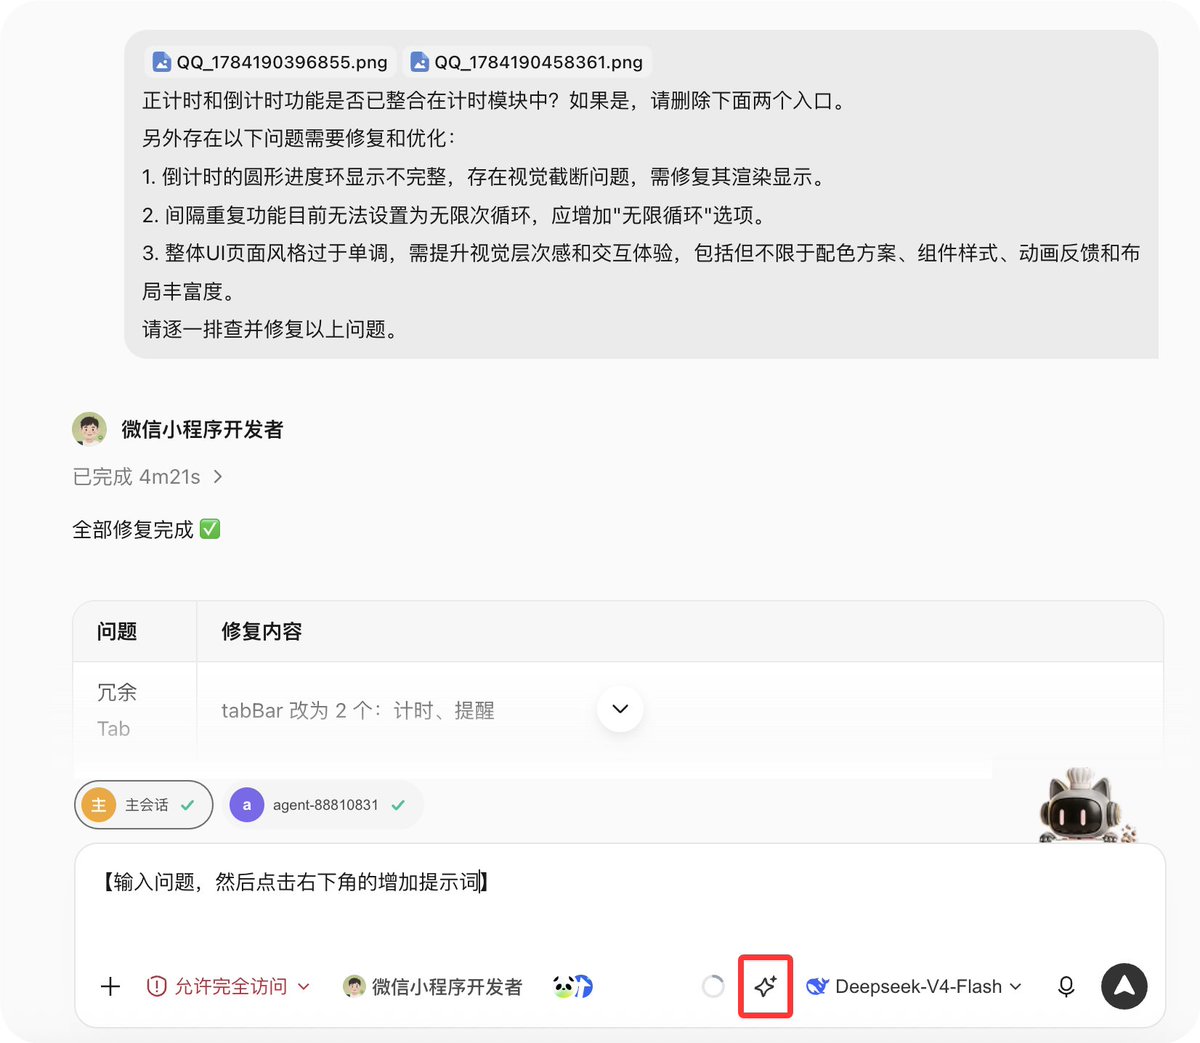 QQ_1784190396855.png QQ_1784190458361.png
正计时和倒计时功能是否已整合在计时模块中？如果是，请删除下面两个入口。
另外存在以下问题需要修复和优化：
1. 倒计时的圆形进度环显示不完整，存在视觉截断问题，需修复其渲染显示。
2. 间隔重复功能目前无法设置为无限次循环，应增加"无限循环"选项。
3. 整体UI页面风格过于单调，需提升视觉层次感和交互体验，包括但不限于配色方案、组件样式、动画反馈和布
局丰富度。
请逐一排查并修复以上问题。
微信小程序开发者
已完成 4m21s
全部修复完成 ✅
问题 修复内容
冗余
Tab
tabBar 改为 2 个：计时、提醒
主 主会话
a agent-88810831
【输入问题，然后点击右下角的增加提示词】
允许完全访问 微信小程序开发者 Deepseek-V4-Flash